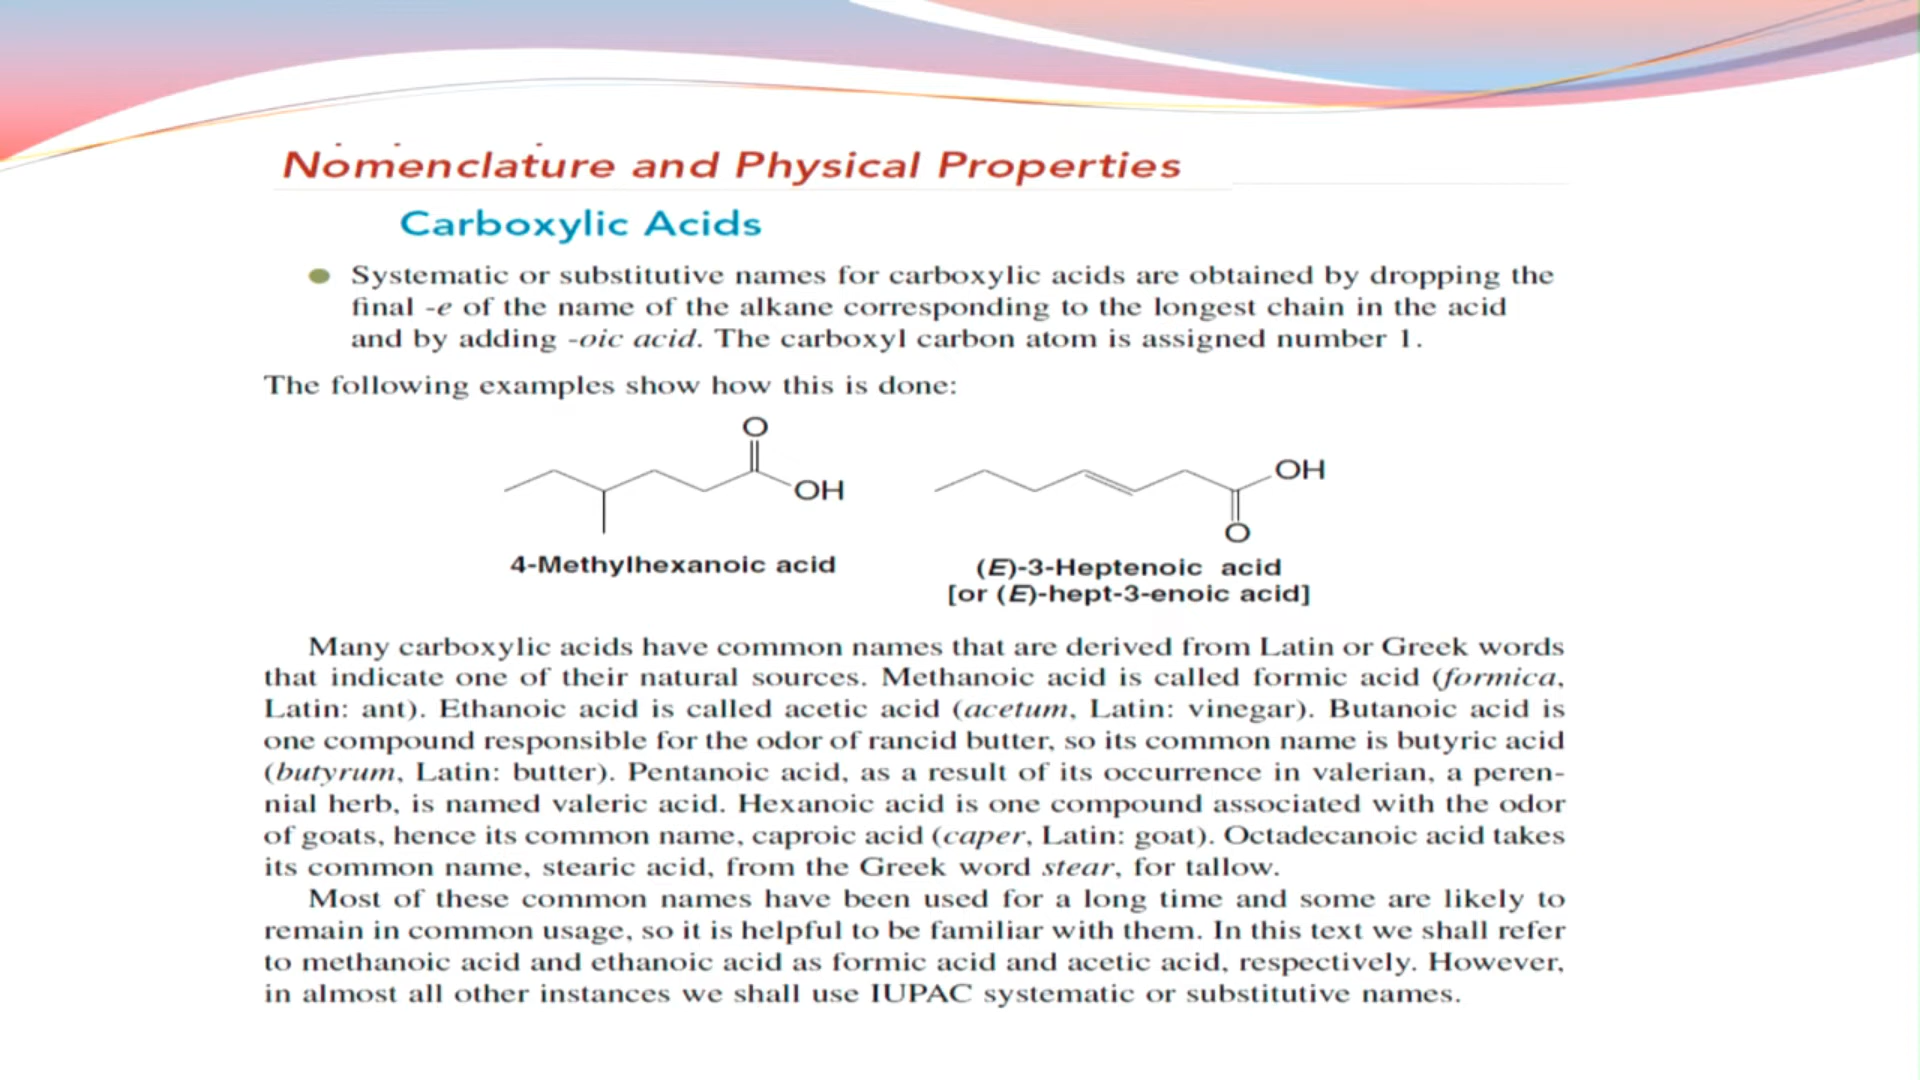 Nomenclature and Physical Properties
Carboxylic Acids
● Systematic or substitutive names for carboxylic acids are obtained by dropping the
final -e of the name of the alkane corresponding to the longest chain in the acid
and by adding -oic acid. The carboxyl carbon atom is assigned number 1.
The following examples show how this is done:
O
OH
4-Methylhexanoic acid
OH
O
(E)-3-Heptenoic acid
[or (E)-hept-3-enoic acid]
Many carboxylic acids have common names that are derived from Latin or Greek words
that indicate one of their natural sources. Methanoic acid is called formic acid (formica,
Latin: ant). Ethanoic acid is called acetic acid (acetum, Latin: vinegar). Butanoic acid is
one compound responsible for the odor of rancid butter, so its common name is butyric acid
(butyrum, Latin: butter). Pentanoic acid, as a result of its occurrence in valerian, a peren-
nial herb, is named valeric acid. Hexanoic acid is one compound associated with the odor
of goats, hence its common name, caproic acid (caper, Latin: goat). Octadecanoic acid takes
its common name, stearic acid, from the Greek word stear, for tallow.
Most of these common names have been used for a long time and some are likely to
remain in common usage, so it is helpful to be familiar with them. In this text we shall refer
to methanoic acid and ethanoic acid as formic acid and acetic acid, respectively. However,
in almost all other instances we shall use IUPAC systematic or substitutive names.